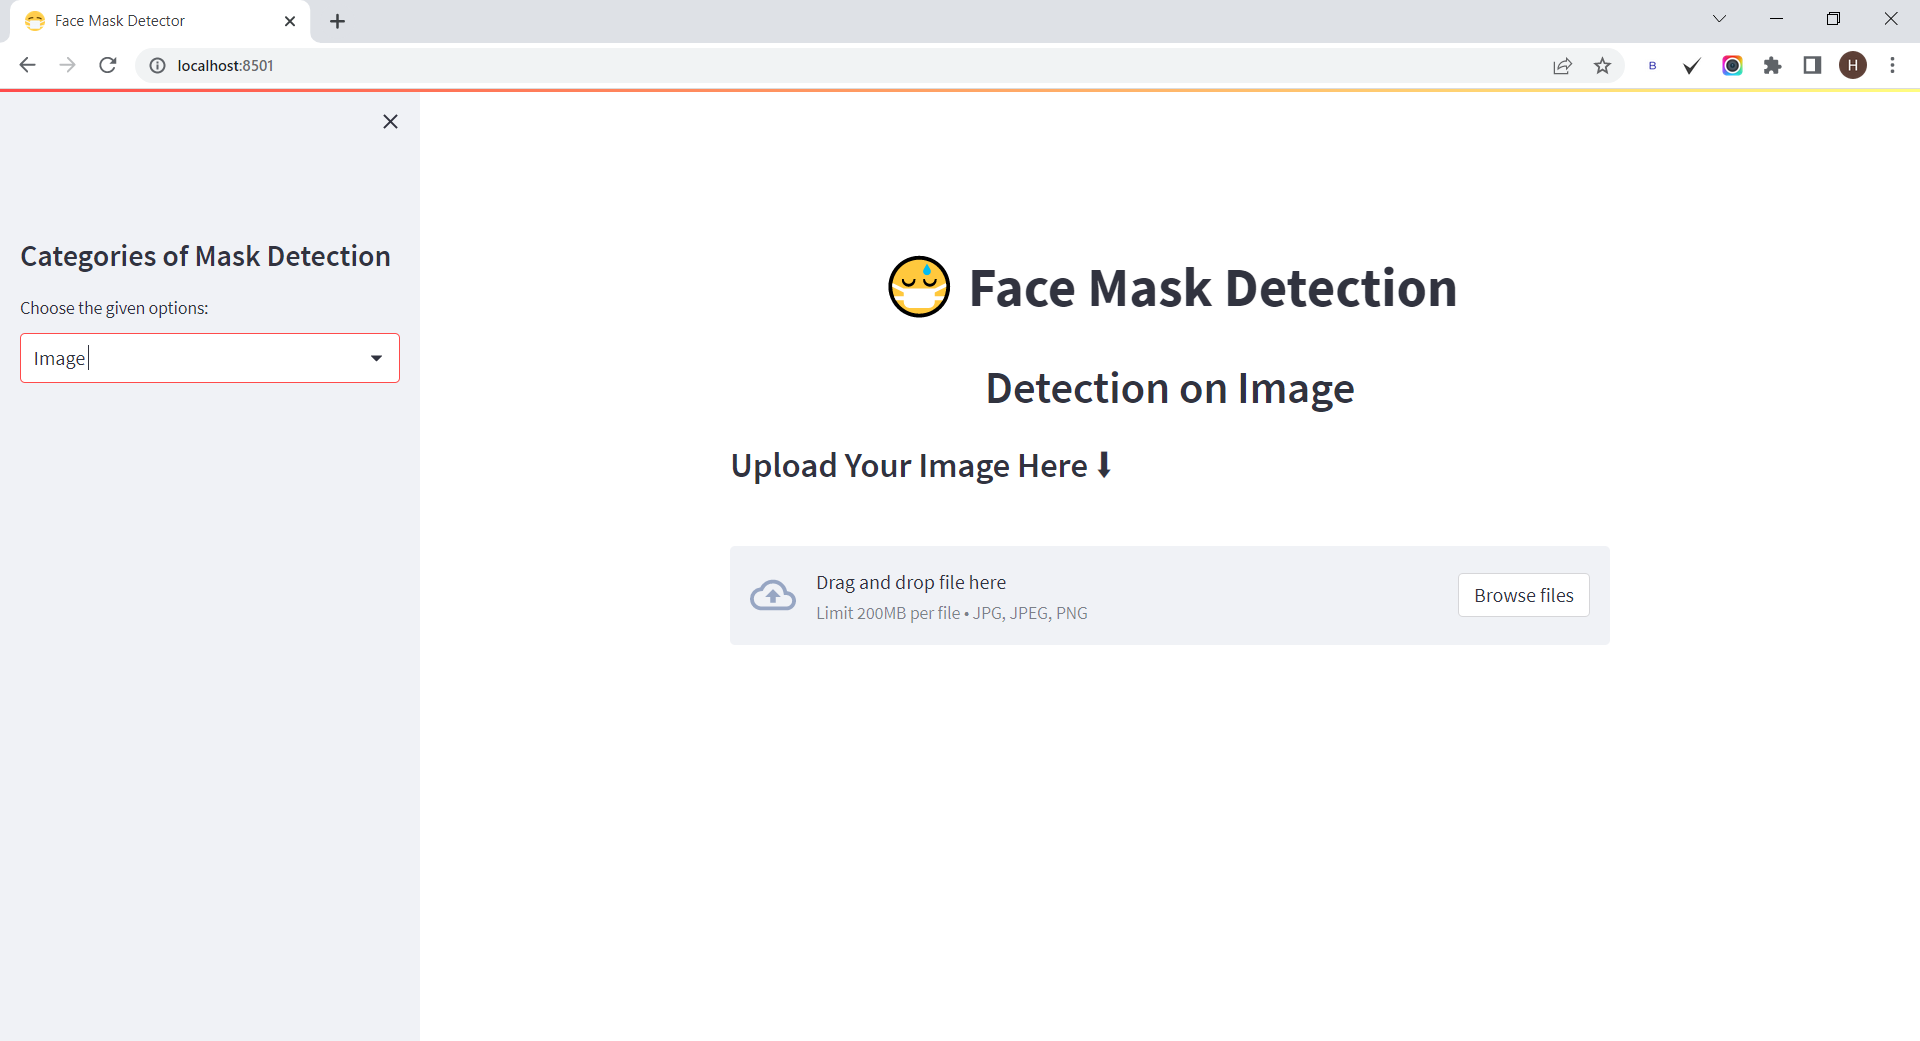 Face Mask Detector
localhost:8501
B
H
Categories of Mask Detection
Choose the given options:
Image
Face Mask Detection
Detection on Image
Upload Your Image Here ⬇
Drag and drop file here
Limit 200MB per file • JPG, JPEG, PNG
Browse files